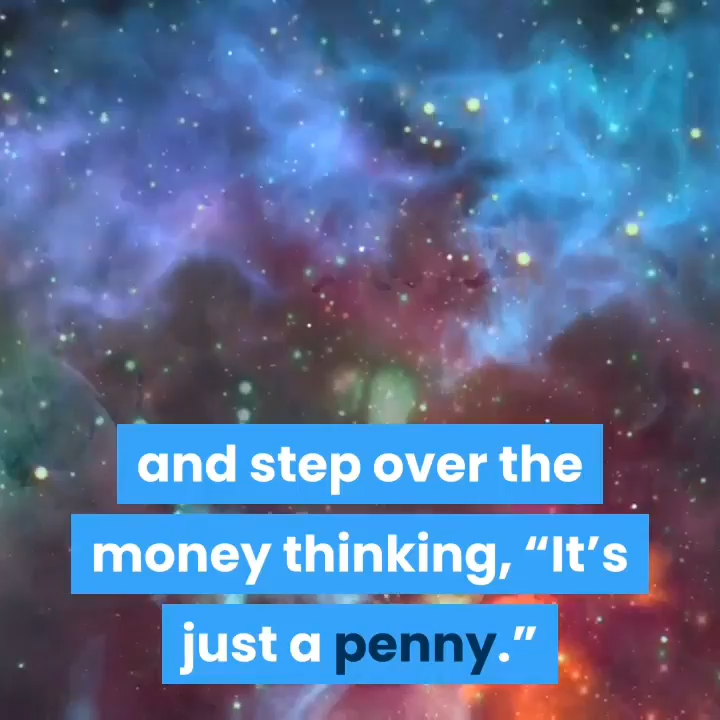 and step over the
money thinking, “It’s
just a penny.”